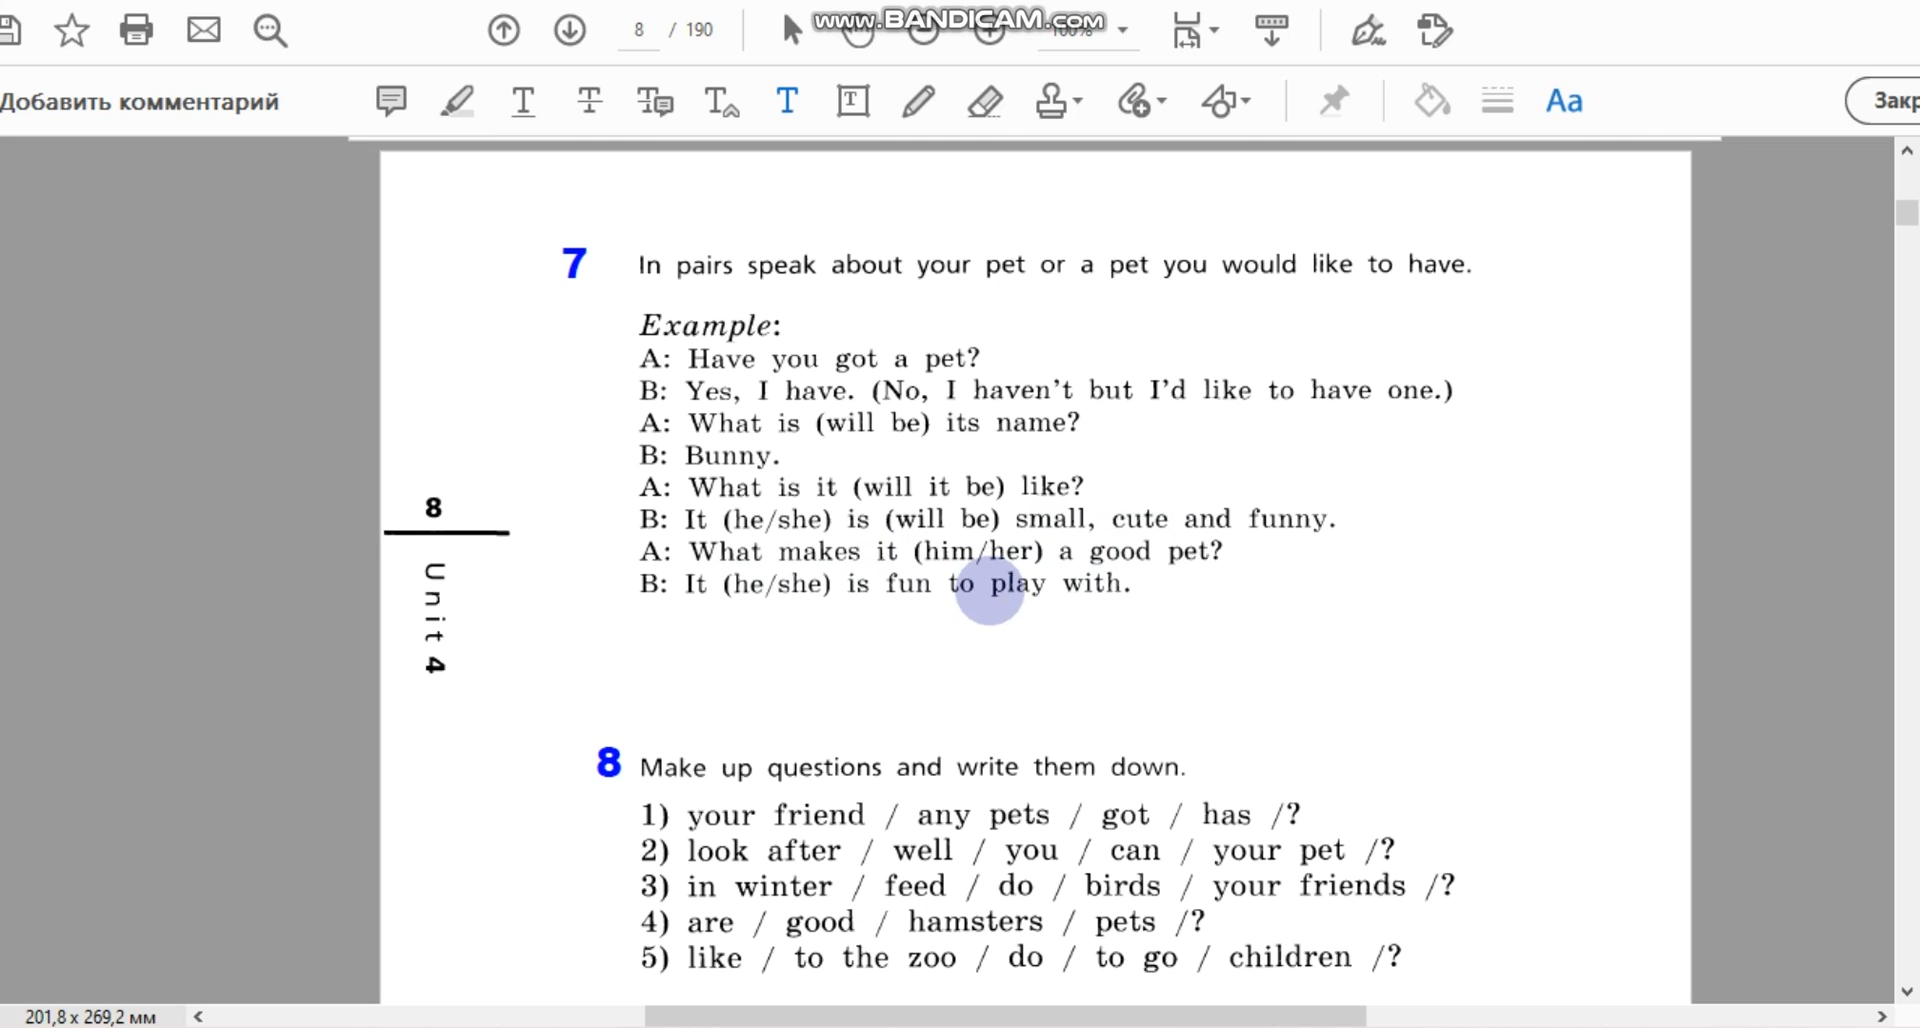 www.BANDICAM.com
8 / 190
100%
Добавить комментарий
T T T T T T
Aa
Закр
7 In pairs speak about your pet or a pet you would like to have.
Example:
A: Have you got a pet?
B: Yes, I have. (No, I haven't but I'd like to have one.)
A: What is (will be) its name?
B: Bunny.
A: What is it (will it be) like?
B: It (he/she) is (will be) small, cute and funny.
A: What makes it (him/her) a good pet?
B: It (he/she) is fun to play with.
8
Unit 4
8 Make up questions and write them down.
1) your friend / any pets / got / has /?
2) look after / well / you / can / your pet /?
3) in winter / feed / do / birds / your friends /?
4) are / good / hamsters / pets /?
5) like / to the zoo / do / to go / children /?
201,8 x 269,2 мм